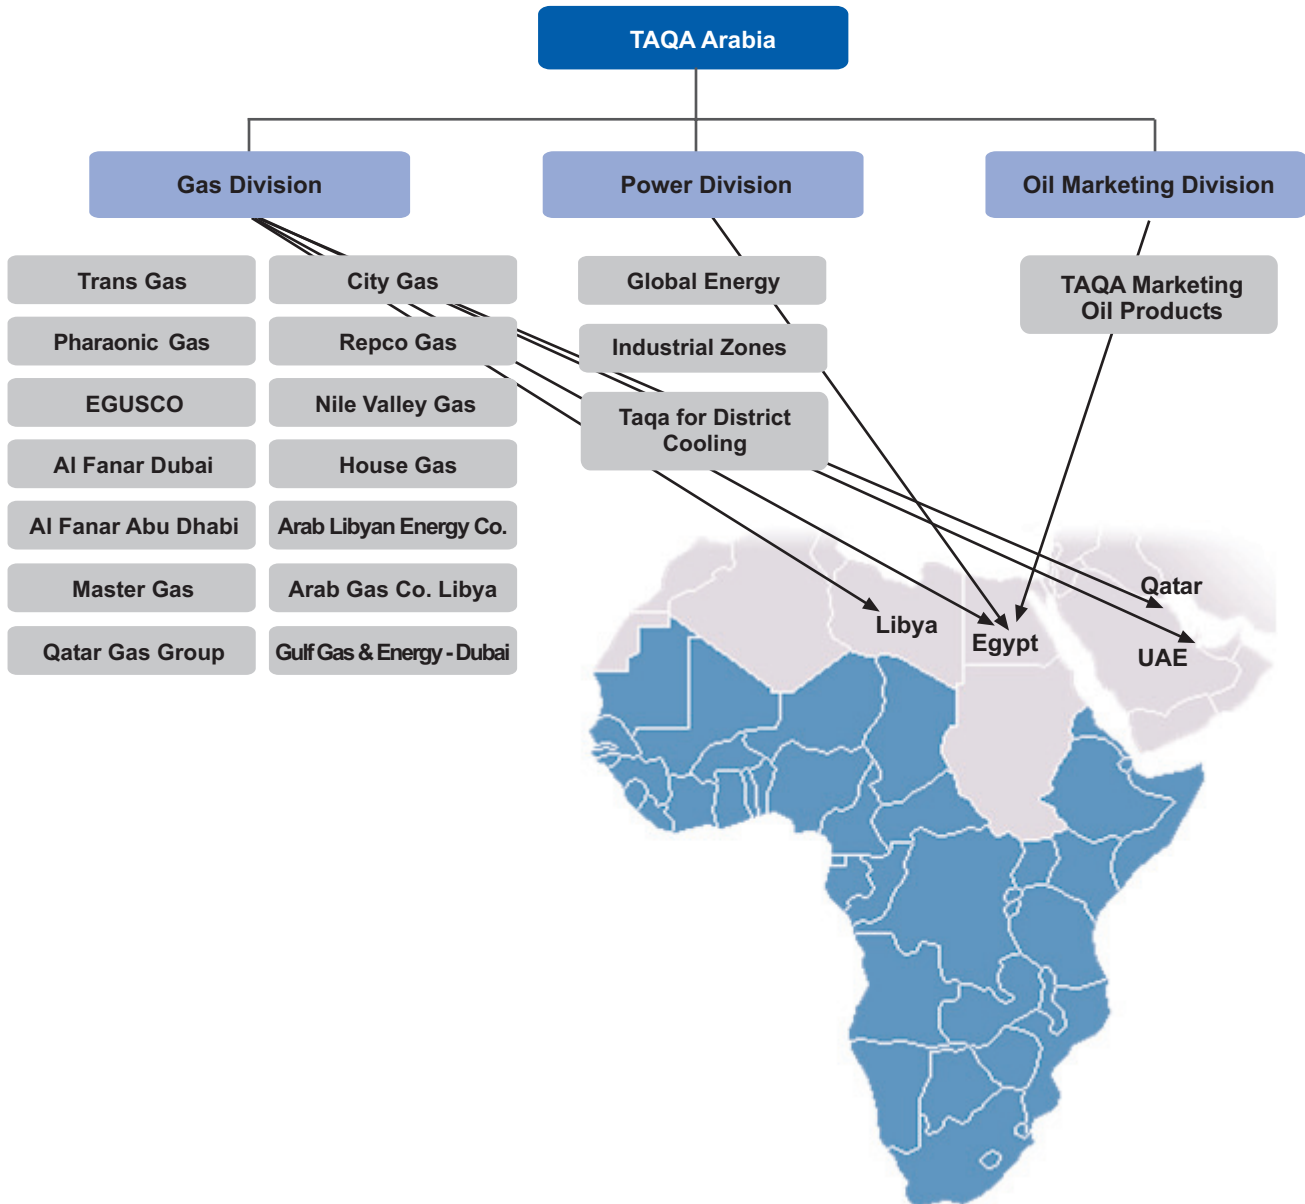 TAQA Arabia
Gas Division
Power Division
Oil Marketing Division
Trans Gas
City Gas
Pharaonic Gas
Repco Gas
EGUSCO
Nile Valley Gas
Al Fanar Dubai
House Gas
Al Fanar Abu Dhabi
Arab Libyan Energy Co.
Master Gas
Arab Gas Co. Libya
Qatar Gas Group
Gulf Gas & Energy - Dubai
Global Energy
Industrial Zones
Taqa for District
Cooling
TAQA Marketing
Oil Products
Libya
Egypt
Qatar
UAE